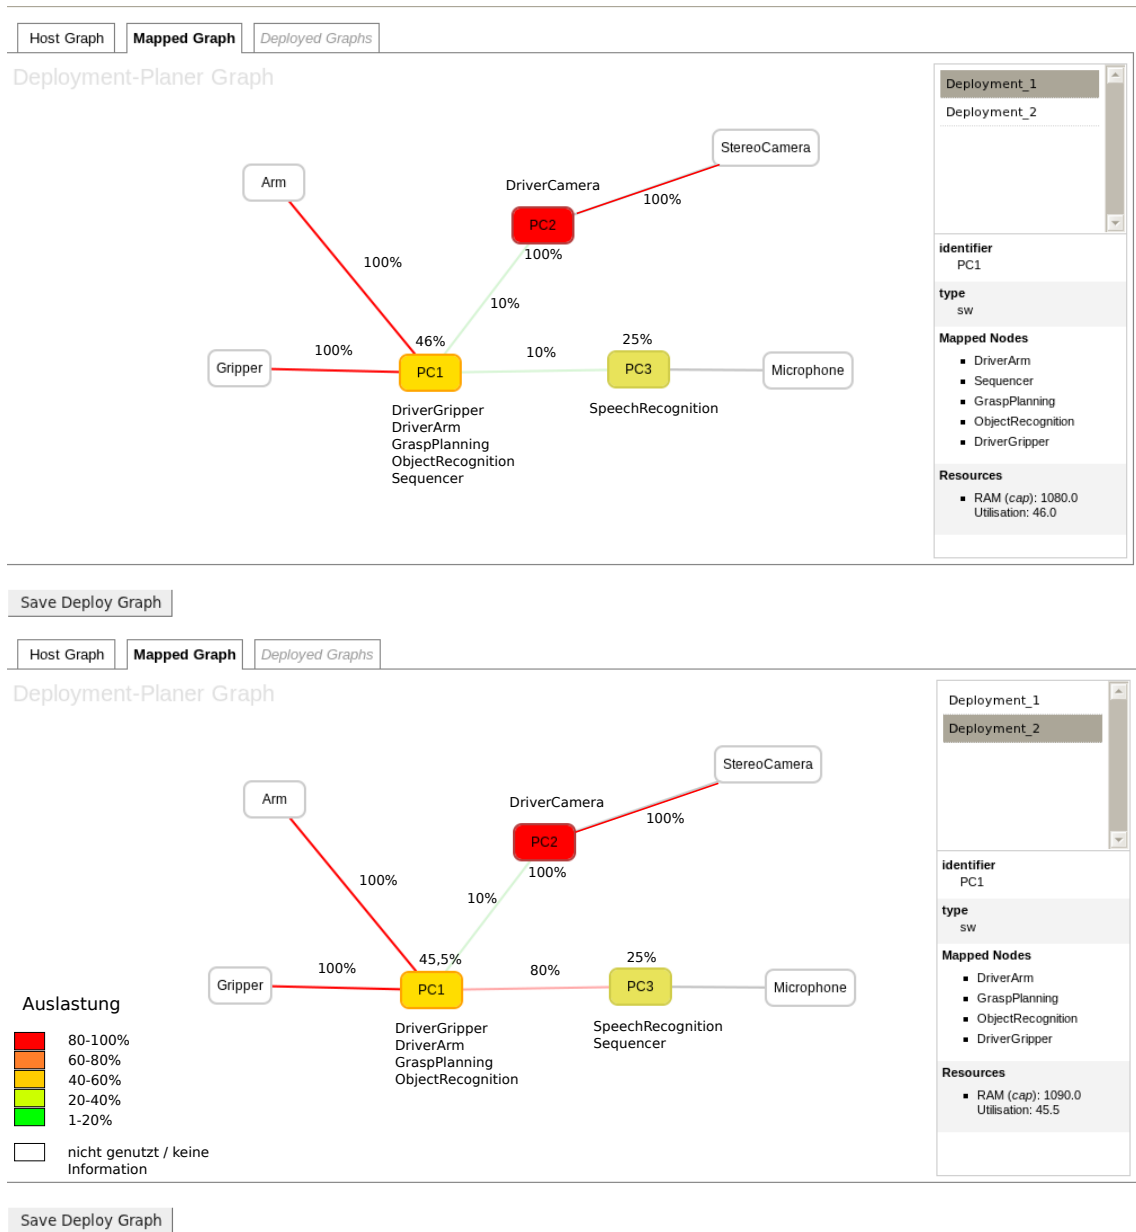 Host Graph
Mapped Graph
Deployed Graphs
Deployment-Planer Graph
Deployment_1
Deployment_2
StereoCamera
Arm
DriverCamera
100%
PC2
100%
100%
10%
46%
25%
100%
10%
Gripper
PC1
PC3
Microphone
DriverGripper
DriverArm
GraspPlanning
ObjectRecognition
Sequencer
SpeechRecognition
identifier
PC1
type
sw
Mapped Nodes
DriverArm
Sequencer
GraspPlanning
ObjectRecognition
DriverGripper
Resources
RAM (cap): 1080.0
Utilisation: 46.0
Save Deploy Graph
Host Graph
Mapped Graph
Deployed Graphs
Deployment-Planer Graph
Deployment_1
Deployment_2
StereoCamera
Arm
DriverCamera
100%
PC2
100%
100%
10%
45,5%
25%
100%
80%
Gripper
PC1
PC3
Microphone
DriverGripper
DriverArm
GraspPlanning
ObjectRecognition
SpeechRecognition
Sequencer
Auslastung
80-100%
60-80%
40-60%
20-40%
1-20%
nicht genutzt / keine
Information
identifier
PC1
type
sw
Mapped Nodes
DriverArm
GraspPlanning
ObjectRecognition
DriverGripper
Resources
RAM (cap): 1090.0
Utilisation: 45.5
Save Deploy Graph